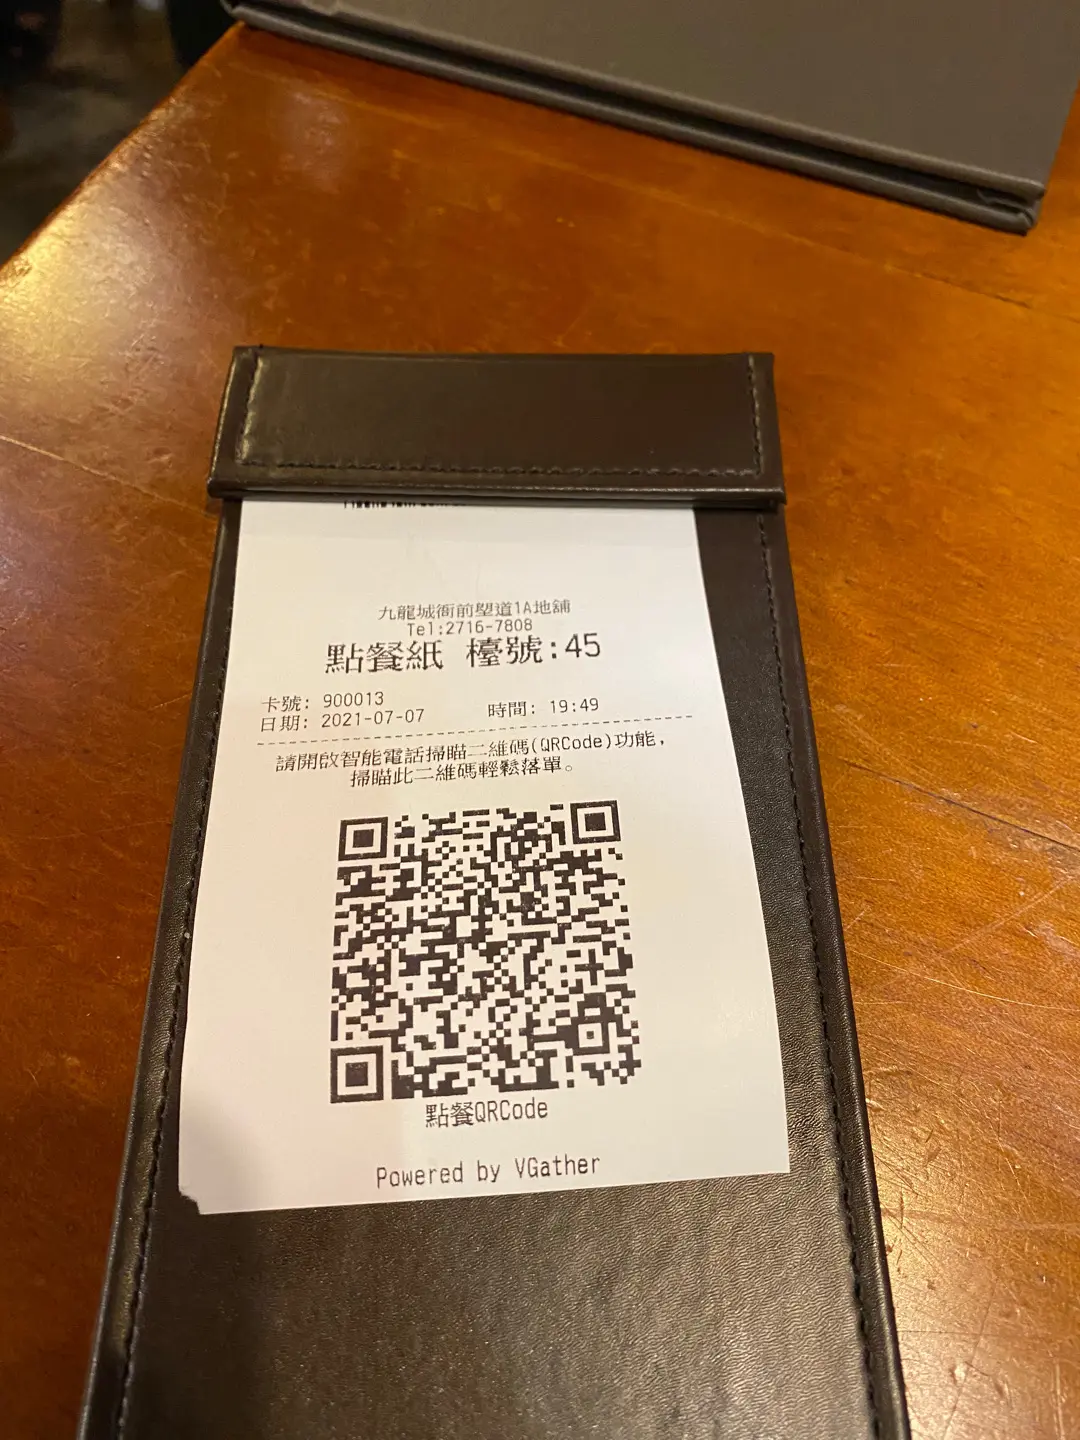 九龍城衙前塱道1A地舖
Tel:2716-7808
點餐紙 檯號:45
卡號: 900013
日期: 2021-07-07 時間: 19:49
請開啟智能電話掃瞄二維碼(QRCode)功能,
掃瞄此二維碼輕鬆落單。
點餐QRCode
Powered by VGather